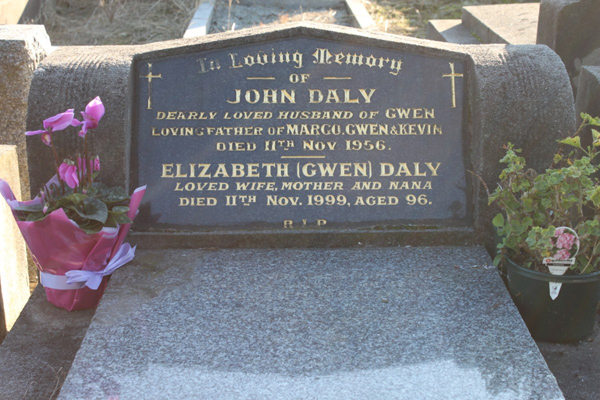 In Loving Memory
OF
JOHN DALY
DEARLY LOVED HUSBAND OF GWEN
LOVING FATHER OF MARGO, GWEN & KEVIN
DIED 11TH NOV 1956.
ELIZABETH (GWEN) DALY
LOVED WIFE, MOTHER AND NANA
DIED 11TH NOV. 1999, AGED 96.
R.I.P